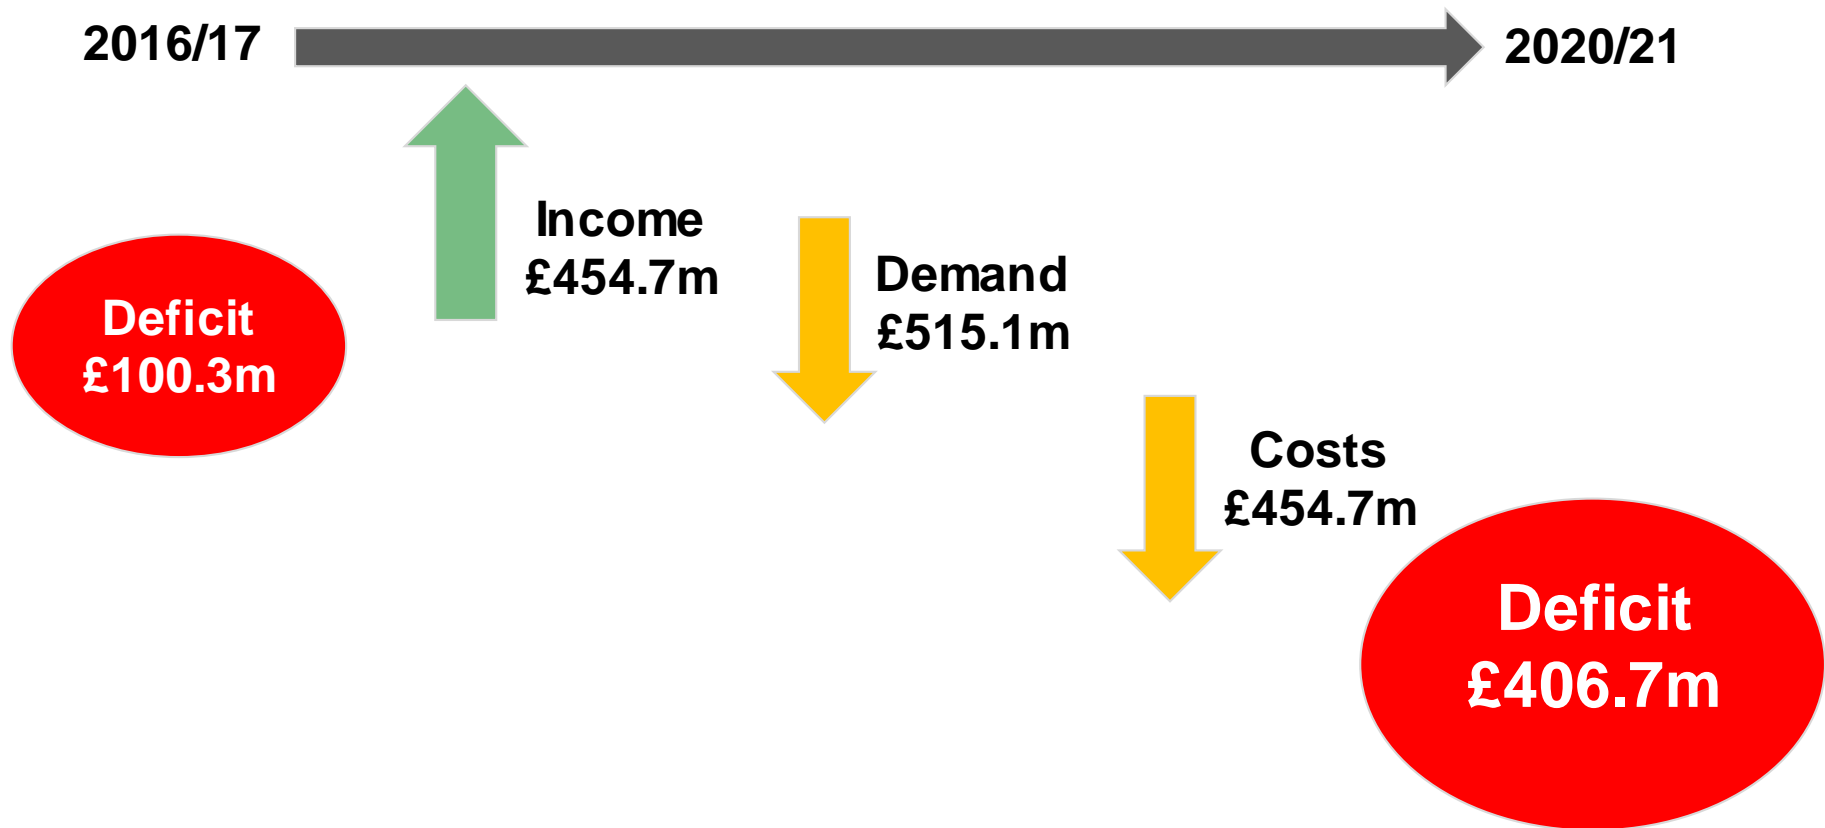 2016/17
2020/21
Income
£454.7m
Demand
£515.1m
Deficit
£100.3m
Costs
£454.7m
Deficit
£406.7m